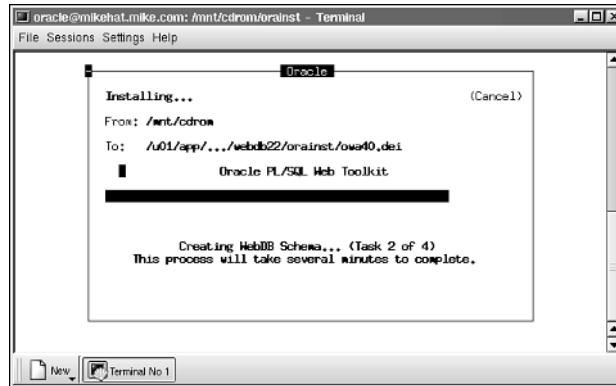 oracle@mikehat.mike.com: /mnt/cdrom/orainst - Terminal
File Sessions Settings Help
Oracle
Installing... (Cancel)
From: /mnt/cdrom
To: /u01/app/.../webdb22/orainst/owa40.dei
Oracle PL/SQL Web Toolkit
Creating WebDB Schema... (Task 2 of 4)
This process will take several minutes to complete.
New Terminal No 1